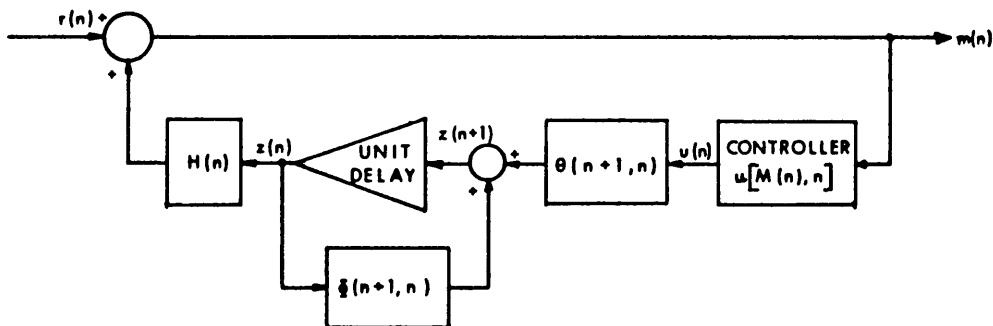 r(n) +
m(n)
+
H(n)
z(n)
UNIT
DELAY
z(n+1)
+
+
θ(n+1,n)
u(n)
CONTROLLER
u[M(n),n]
Φ(n+1,n)